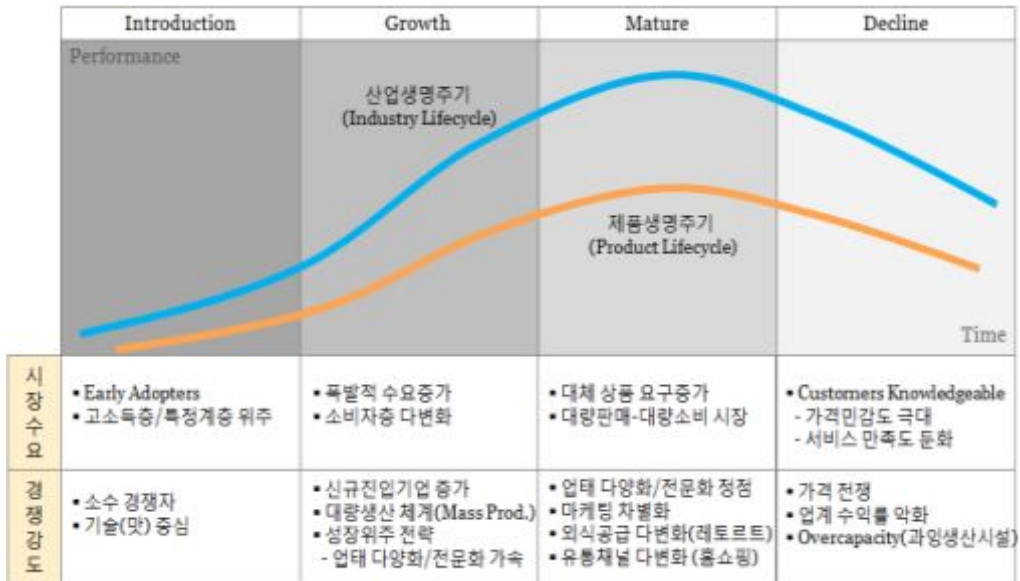 Introduction
Growth
Mature
Decline
Performance
산업생명주기
(Industry Lifecycle)
제품생명주기
(Product Lifecycle)
Time
시장수요
▪ Early Adopters
▪ 고소득층/특정계층 위주
▪ 폭발적 수요증가
▪ 소비자층 다변화
▪ 대체 상품 요구증가
▪ 대량판매-대량소비 시장
▪ Customers Knowledgeable
- 가격민감도 극대
- 서비스 만족도 둔화
경쟁강도
▪ 소수 경쟁자
▪ 기술(맛) 중심
▪ 신규진입기업 증가
▪ 대량생산 체계(Mass Prod.)
▪ 성장위주 전략
- 업태 다양화/전문화 가속
▪ 업태 다양화/전문화 정점
▪ 마케팅 차별화
▪ 외식공급 다변화(레토르트)
▪ 유통채널 다변화 (홈쇼핑)
▪ 가격 전쟁
▪ 업계 수익률 악화
▪ Overcapacity(과잉생산시설)